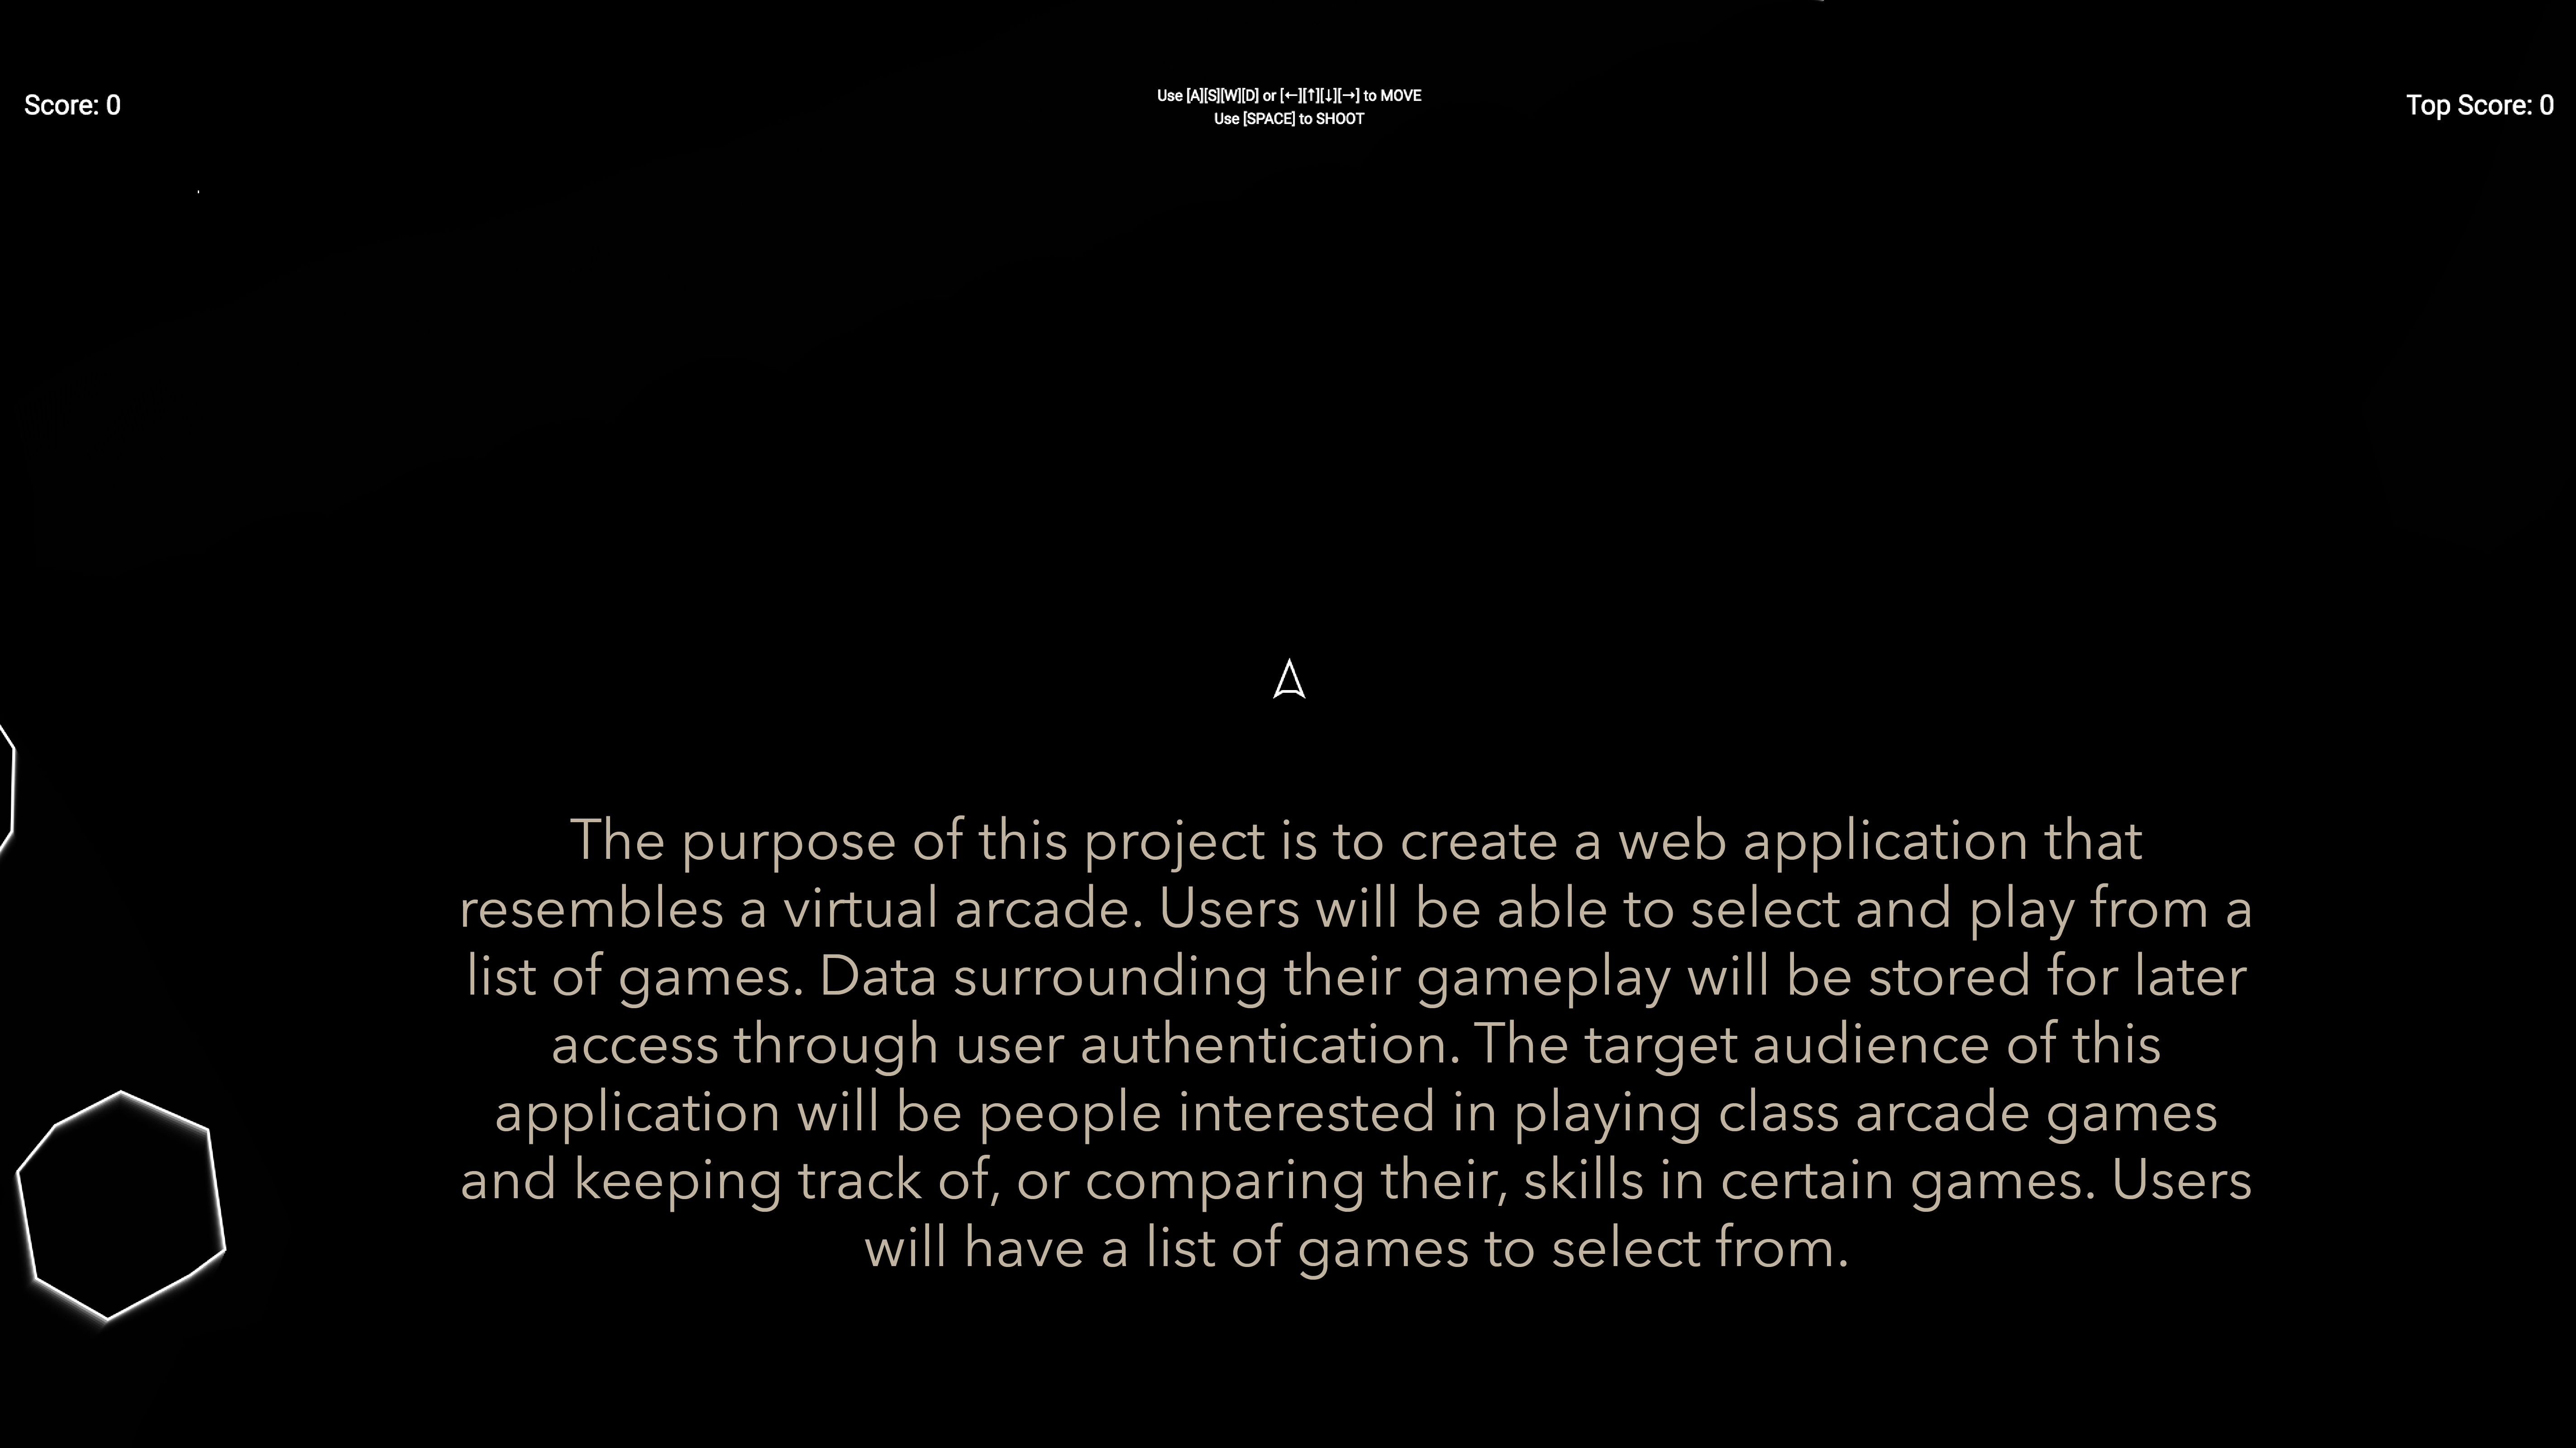 Score: 0
Use [A][S][W][D] or [←][↑][↓][→] to MOVE
Use [SPACE] to SHOOT
Top Score: 0
The purpose of this project is to create a web application that
resembles a virtual arcade. Users will be able to select and play from a
list of games. Data surrounding their gameplay will be stored for later
access through user authentication. The target audience of this
application will be people interested in playing class arcade games
and keeping track of, or comparing their, skills in certain games. Users
will have a list of games to select from.